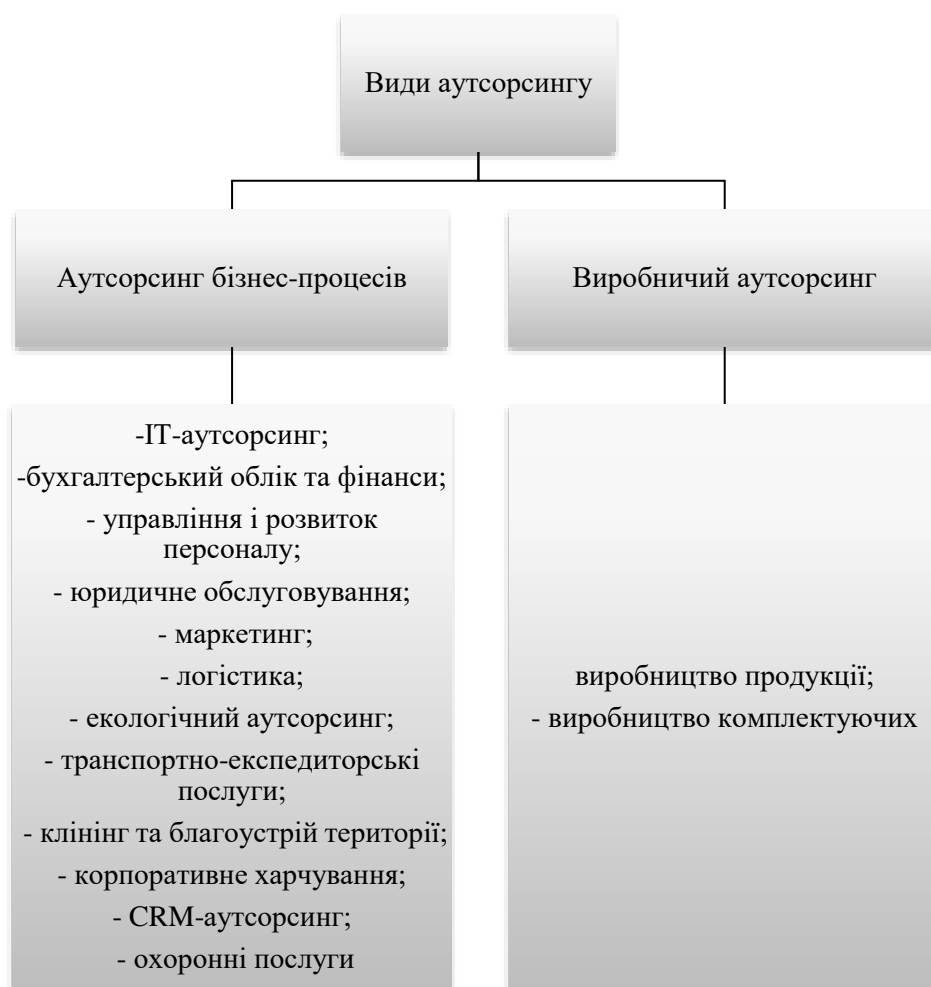 Види аутсорсингу
Аутсорсинг бізнес-процесів
Виробничий аутсорсинг
-ІТ-аутсорсинг;
-бухгалтерський облік та фінанси;
- управління і розвиток
персоналу;
- юридичне обслуговування;
- маркетинг;
- логістика;
- екологічний аутсорсинг;
- транспортно-експедиторські
послуги;
- клінінг та благоустрій території;
- корпоративне харчування;
- CRM-аутсорсинг;
- охоронні послуги
виробництво продукції;
- виробництво комплектуючих